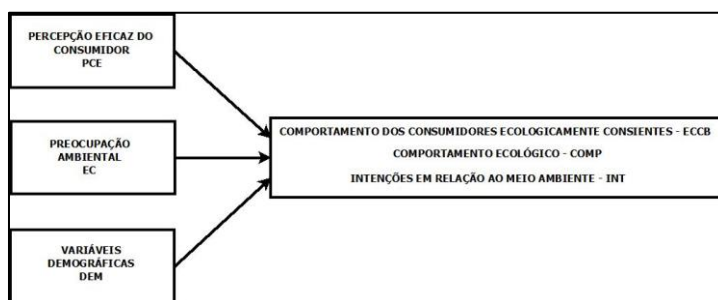 PERCEPÇÃO EFICAZ DO
CONSUMIDOR
PCE
PREOCUPAÇÃO
AMBIENTAL
EC
VARIÁVEIS
DEMOGRÁFICAS
DEM
COMPORTAMENTO DOS CONSUMIDORES ECOLOGICAMENTE CONSIENTES - ECCB
COMPORTAMENTO ECOLÓGICO - COMP
INTENÇÕES EM RELAÇÃO AO MEIO AMBIENTE - INT